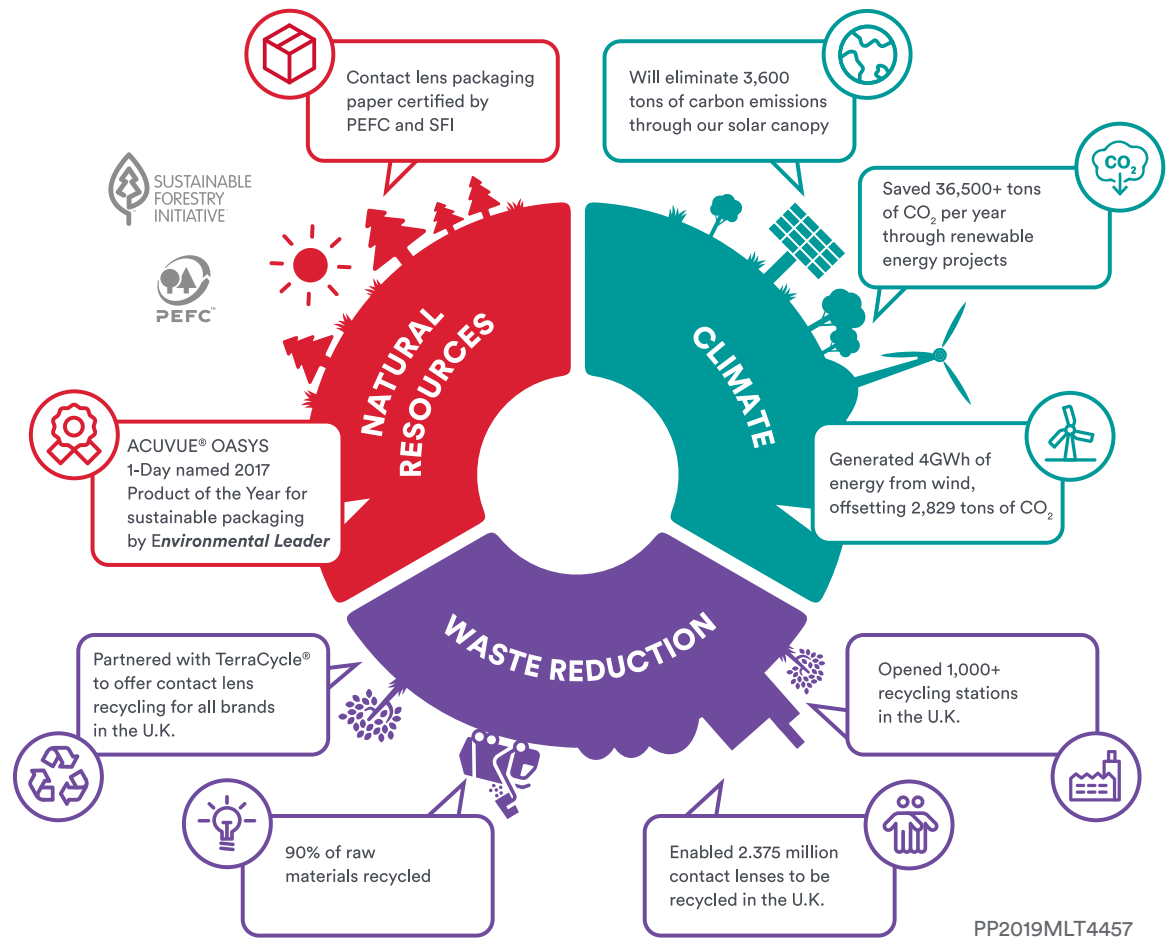 Contact lens packaging
paper certified by
PEFC and SFI
Will eliminate 3,600
tons of carbon emissions
through our solar canopy
CO2
Saved 36,500+ tons
of CO2 per year
through renewable
energy projects
SUSTAINABLE
FORESTRY
INITIATIVE
PEFC™
NATURAL
RESOURCES
CLIMATE
ACUVUE® OASYS
1-Day named 2017
Product of the Year for
sustainable packaging
by Environmental Leader
Generated 4GWh of
energy from wind,
offsetting 2,829 tons of CO2
WASTE REDUCTION
Partnered with TerraCycle®
to offer contact lens
recycling for all brands
in the U.K.
Opened 1,000+
recycling stations
in the U.K.
90% of raw
materials recycled
Enabled 2.375 million
contact lenses to be
recycled in the U.K.
PP2019MLT4457